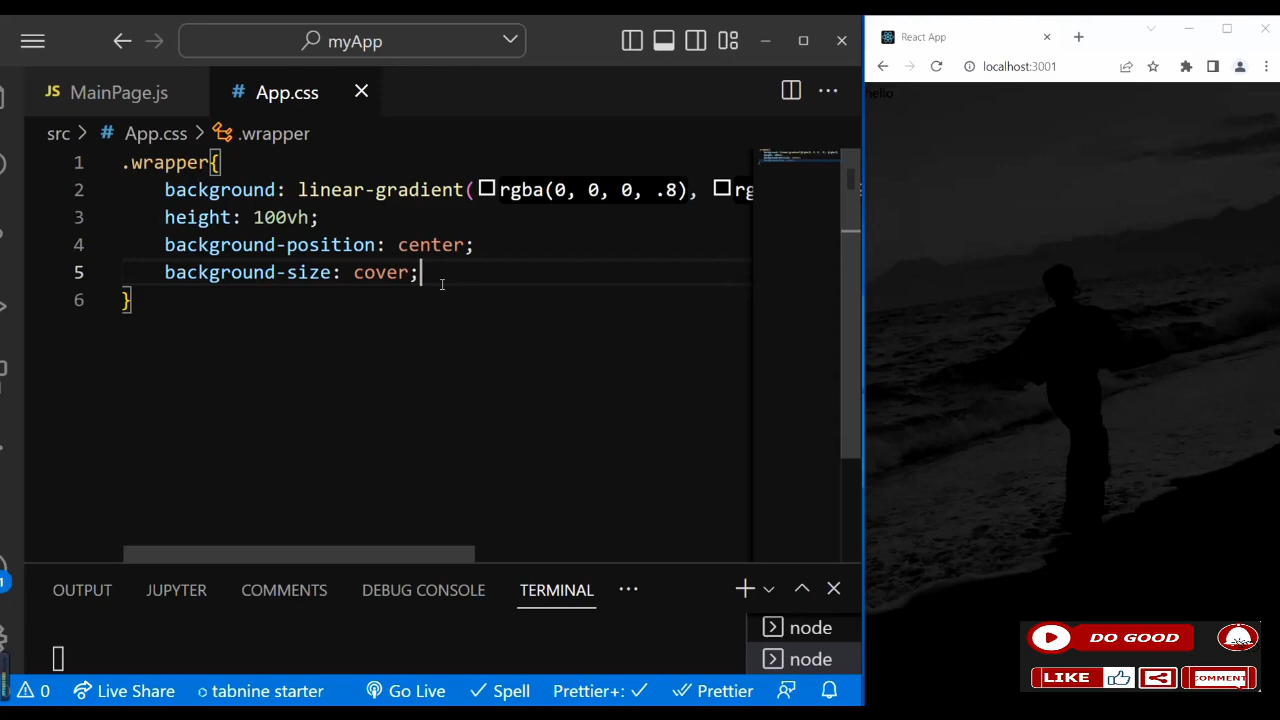 myApp
React App
localhost:3001
JS MainPage.js
# App.css
src > # App.css > .wrapper
1 .wrapper{
2 background: linear-gradient(rgba(0, 0, 0, .8), rg
3 height: 100vh;
4 background-position: center;
5 background-size: cover;
6 }
hello
OUTPUT JUPYTER COMMENTS DEBUG CONSOLE TERMINAL
node
node
0 Live Share tabnine starter Go Live Spell Prettier+: Prettier
1
DO GOOD
LIKE COMMENT